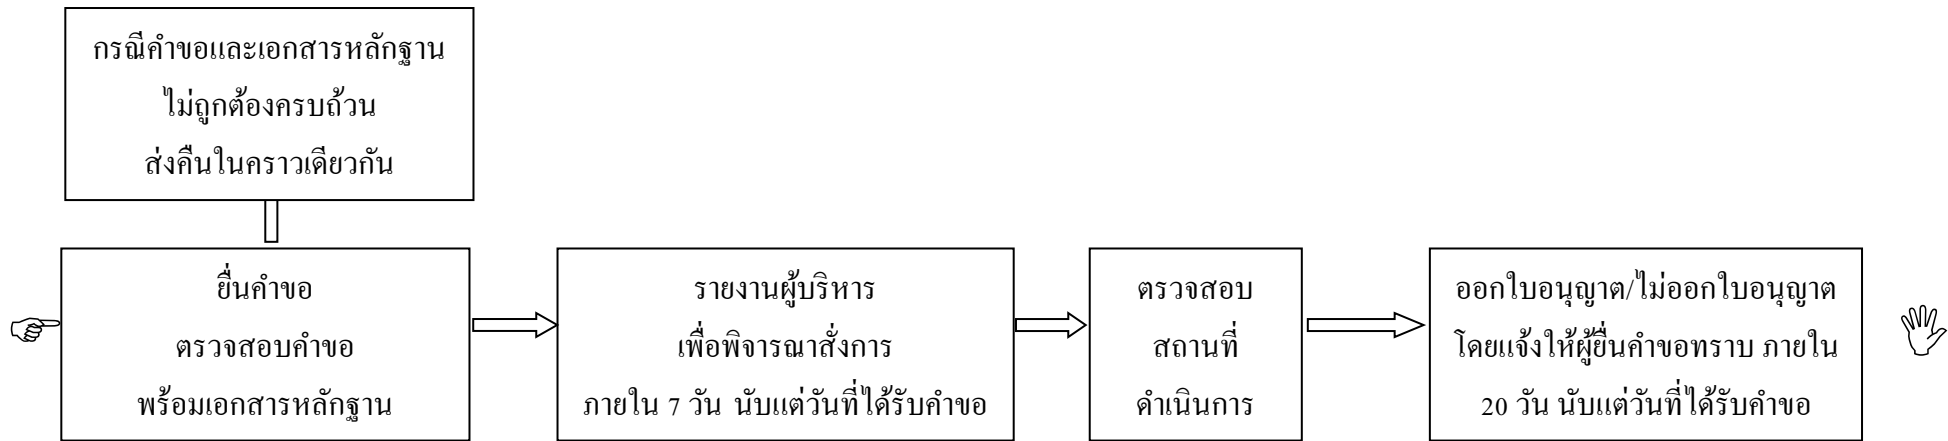 กรณีคำขอและเอกสารหลักฐาน
ไม่ถูกต้องครบถ้วน
ส่งคืนในคราวเดียวกัน
ยื่นคำขอ
ตรวจสอบคำขอ
พร้อมเอกสารหลักฐาน
รายงานผู้บริหาร
เพื่อพิจารณาสั่งการ
ภายใน 7 วัน นับแต่วันที่ได้รับคำขอ
ตรวจสอบ
สถานที่
ดำเนินการ
ออกใบอนุญาต/ไม่ออกใบอนุญาต
โดยแจ้งให้ผู้ยื่นคำขอทราบ ภายใน
20 วัน นับแต่วันที่ได้รับคำขอ